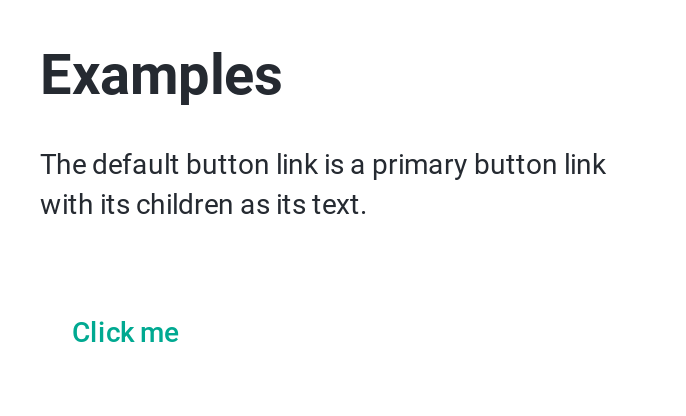 Examples
The default button link is a primary button link
with its children as its text.
Click me